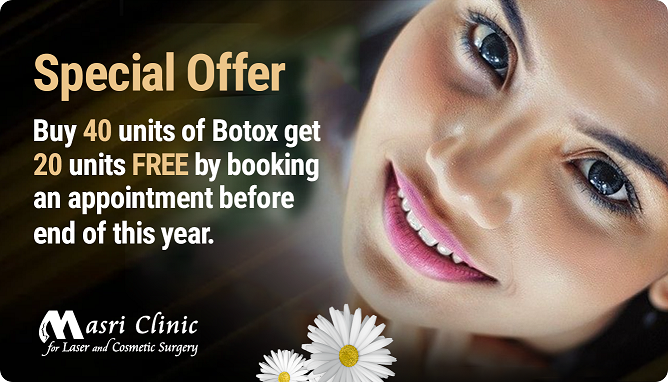 Special Offer
Buy 40 units of Botox get
20 units FREE by booking
an appointment before
end of this year.
Masri Clinic
for Laser and Cosmetic Surgery